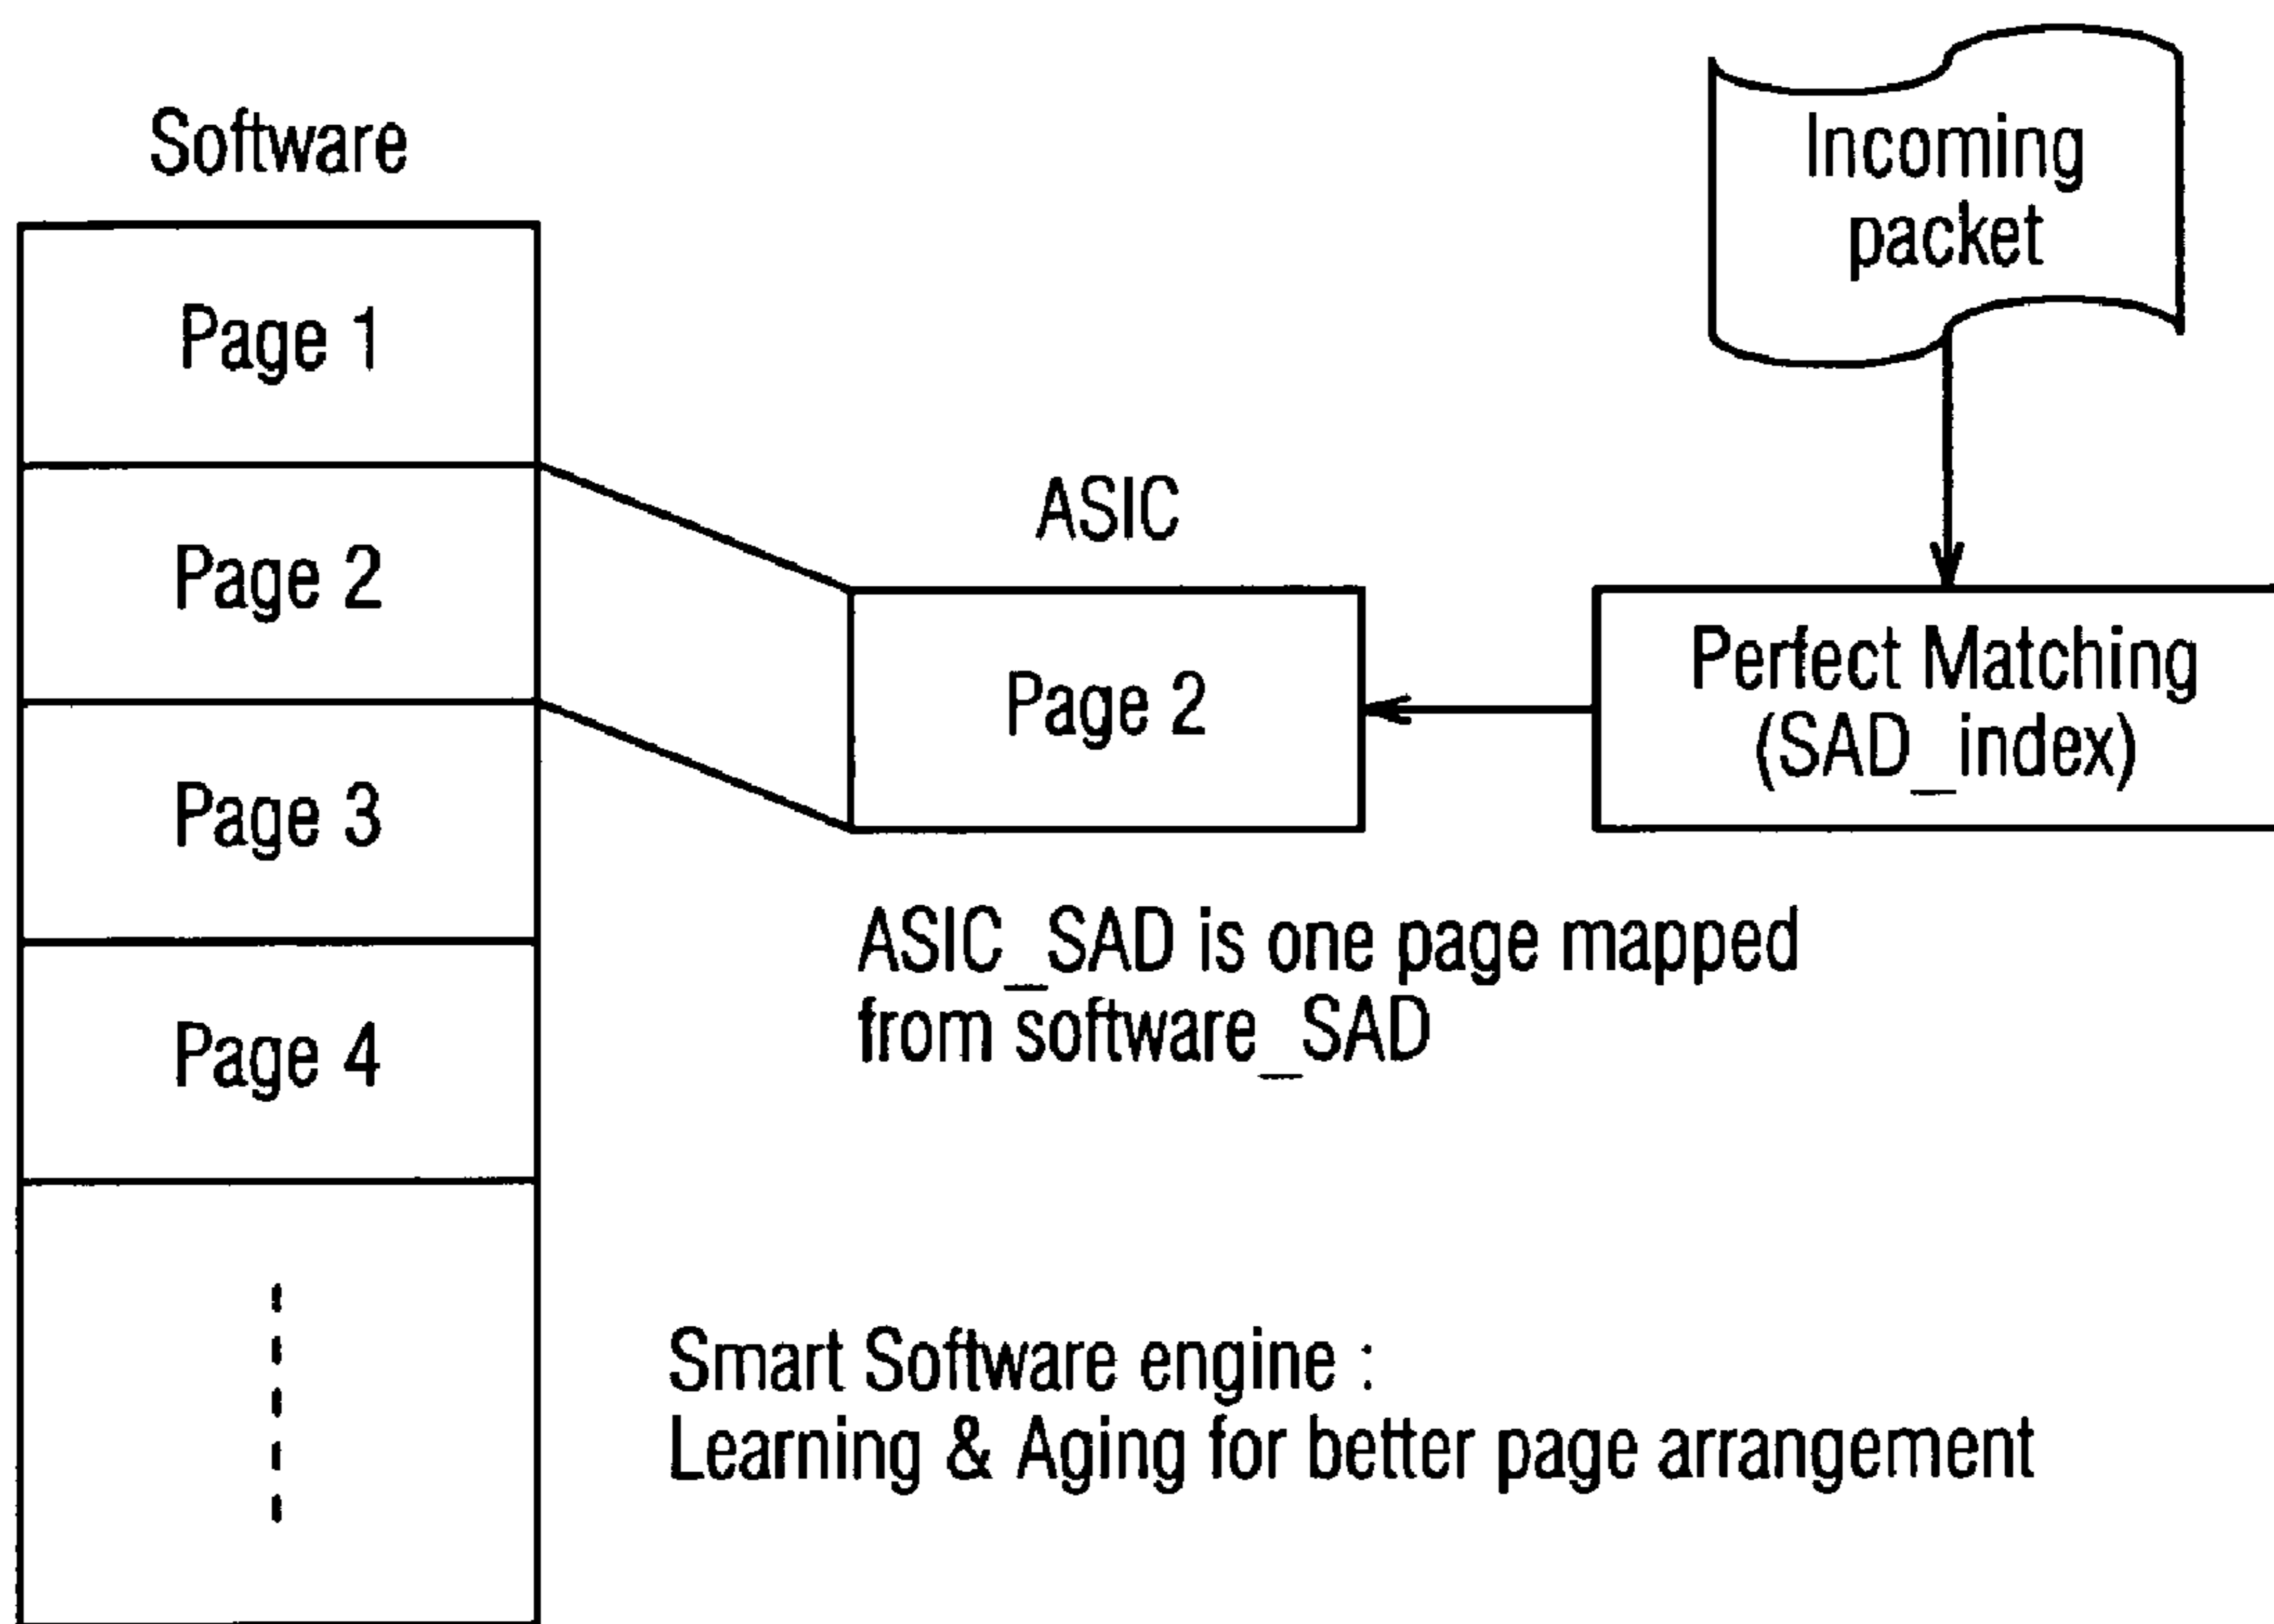 Software
Page 1
Page 2
Page 3
Page 4
ASIC
Page 2
Incoming
packet
Perfect Matching
(SAD_index)
ASIC_SAD is one page mapped
from software_SAD
Smart Software engine :
Learning & Aging for better page arrangement